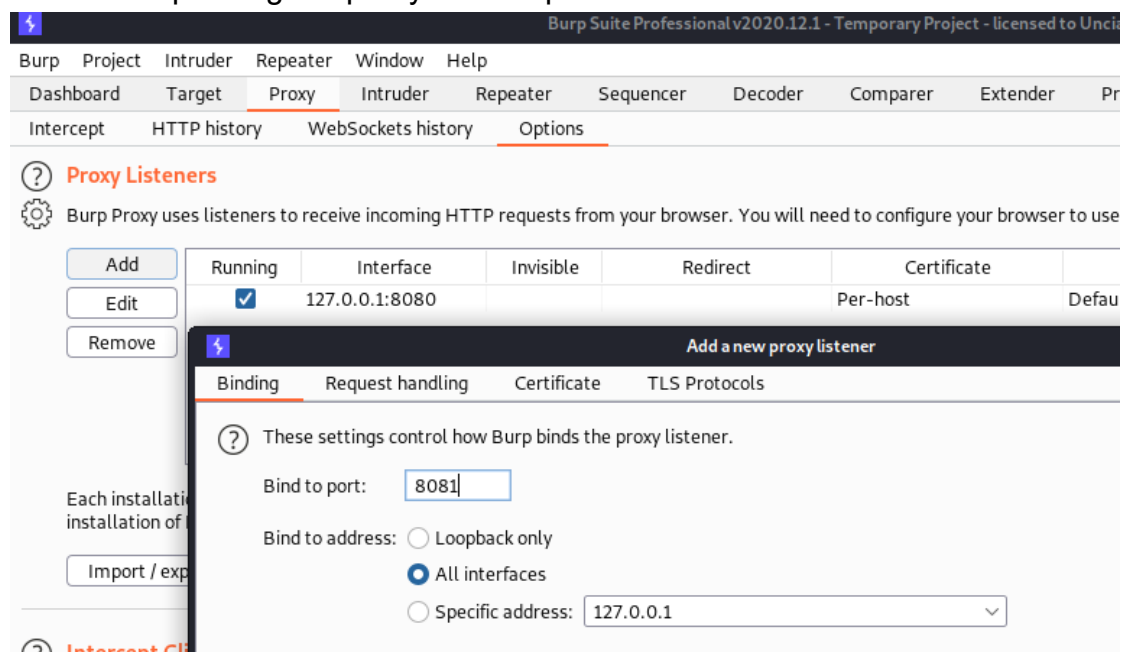 Burp Suite Professional v2020.12.1 - Temporary Project - licensed to
Burp Project Intruder Repeater Window Help
Dashboard Target Proxy Intruder Repeater Sequencer Decoder Comparer Extender
Intercept HTTP history WebSockets history Options
? Proxy Listeners
Burp Proxy uses listeners to receive incoming HTTP requests from your browser. You will need to configure your browser to use
Add Running Interface Invisible Redirect Certificate
Edit 127.0.0.1:8080 Per-host
Remove
Add a new proxy listener
Binding Request handling Certificate TLS Protocols
? These settings control how Burp binds the proxy listener.
Bind to port: 8081
Each
installation of
Bind to address: Loopback only
Import /
All interfaces
Specific address: 127.0.0.1